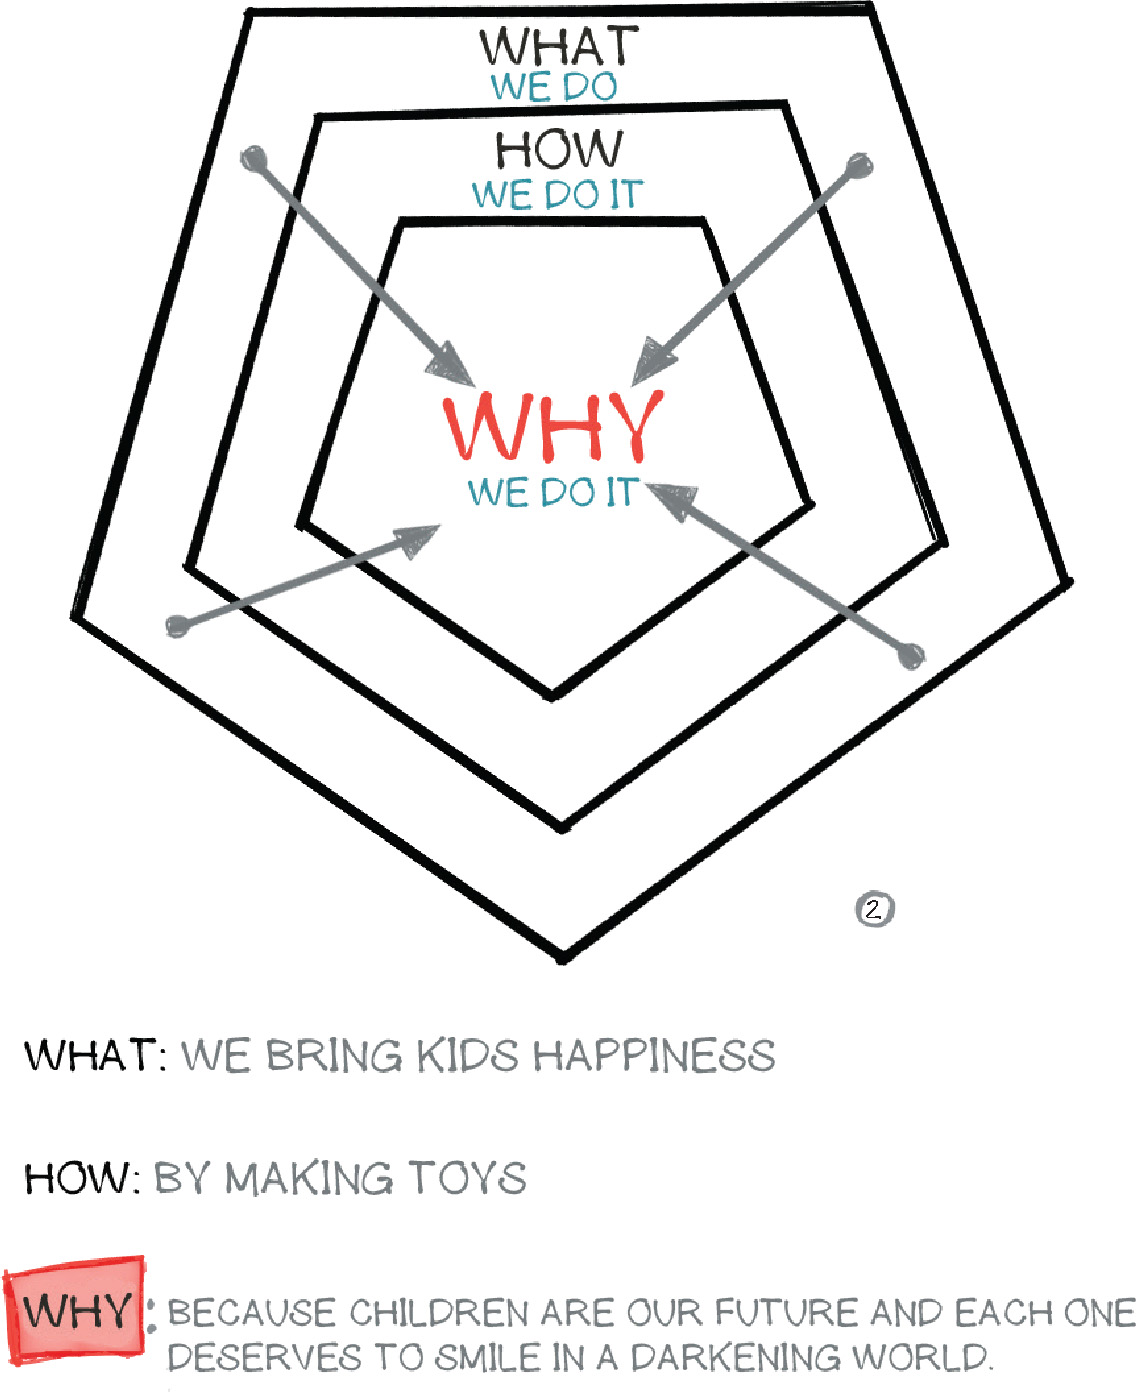 WHAT
WE DO
HOW
WE DO IT
WHY
WE DO IT
2
WHAT: WE BRING KIDS HAPPINESS
HOW: BY MAKING TOYS
WHY: BECAUSE CHILDREN ARE OUR FUTURE AND EACH ONE
DESERVES TO SMILE IN A DARKENING WORLD.